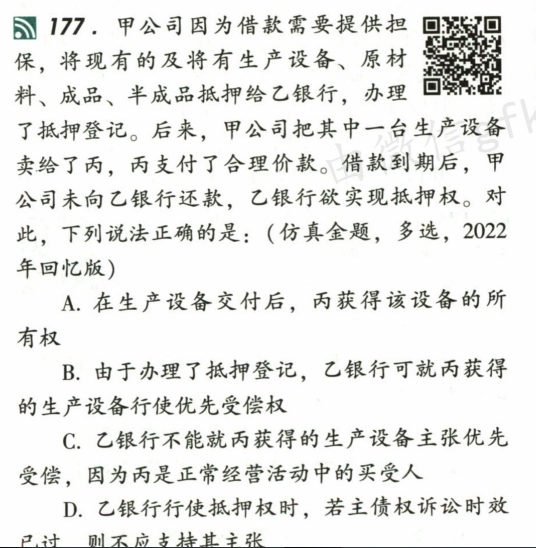 177. 甲公司因为借款需要提供担
保，将现有的及将有生产设备、原材
料、成品、半成品抵押给乙银行，办理
了抵押登记。后来，甲公司把其中一台生产设备
卖给了丙，丙支付了合理价款。借款到期后，甲
公司未向乙银行还款，乙银行欲实现抵押权。对
此，下列说法正确的是：（仿真金题，多选，2022
年回忆版）
A. 在生产设备交付后，丙获得该设备的所
有权
B. 由于办理了抵押登记，乙银行可就丙获得
的生产设备行使优先受偿权
C. 乙银行不能就丙获得的生产设备主张优先
受偿，因为丙是正常经营活动中的买受人
D. 乙银行行使抵押权时，若主债权诉讼时效
已过，则不应支持其主张